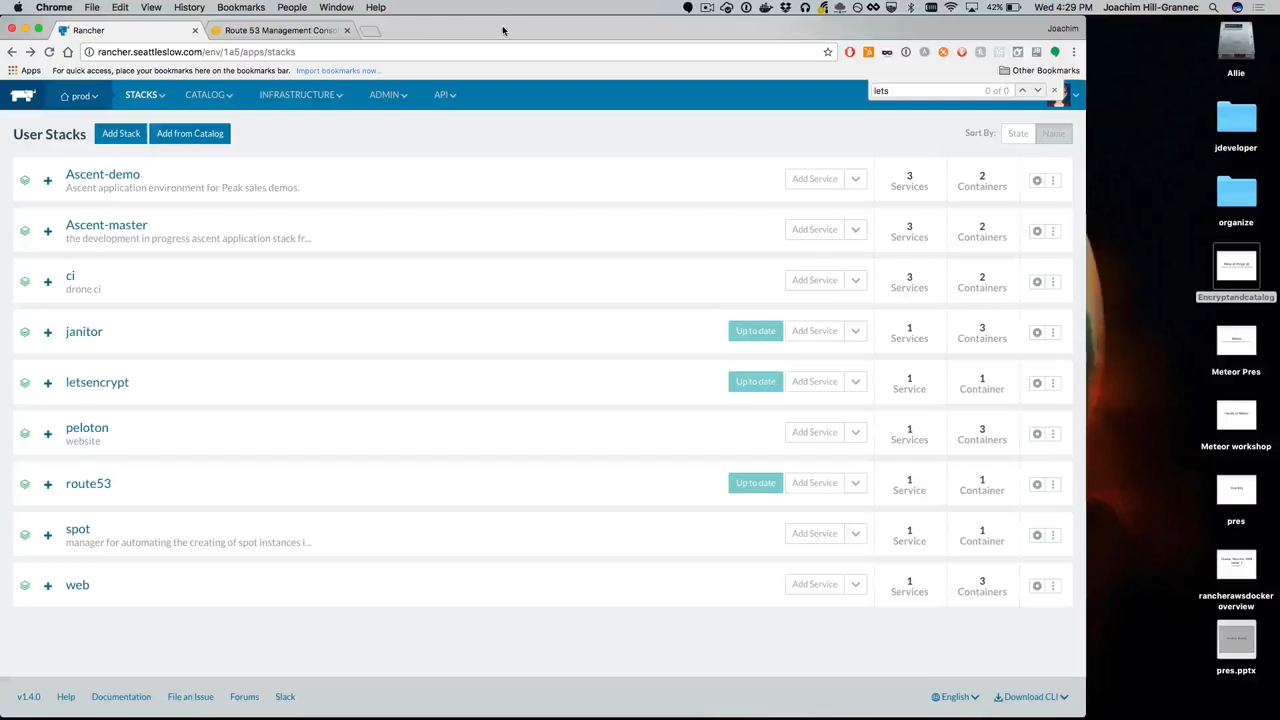 Chrome File Edit View History Bookmarks People Window Help
42% Wed 4:29 PM Joachim Hill-Grannec
Rancher
Route 53 Management Conso
Joachim
rancher.seattleslow.com/env/1a5/apps/stacks
Apps For quick access, place your bookmarks here on the bookmarks bar. Import bookmarks now... Other Bookmarks
prod STACKS CATALOG INFRASTRUCTURE ADMIN API
lets 0 of 0
User Stacks Add Stack Add from Catalog Sort By: State Name
Ascent-demo
Ascent application environment for Peak sales demos.
Add Service
3 Services
2 Containers
Ascent-master
the development in progress ascent application stack fr...
Add Service
3 Services
2 Containers
ci
drone ci
Add Service
3 Services
2 Containers
janitor
Up to date
Add Service
1 Services
3 Containers
letsencrypt
Up to date
Add Service
1 Service
1 Container
peloton
website
Add Service
1 Services
3 Containers
route53
Up to date
Add Service
1 Service
1 Container
spot
manager for automating the creating of spot instances i...
Add Service
1 Services
1 Container
web
Add Service
1 Services
3 Containers
v1.4.0 Help Documentation File an Issue Forums Slack English Download CLI
Allie
jdeveloper
organize
Encryptandcatalog
Meteor Pres
Meteor workshop
pres
rancherawsdocker
overview
pres.pptx